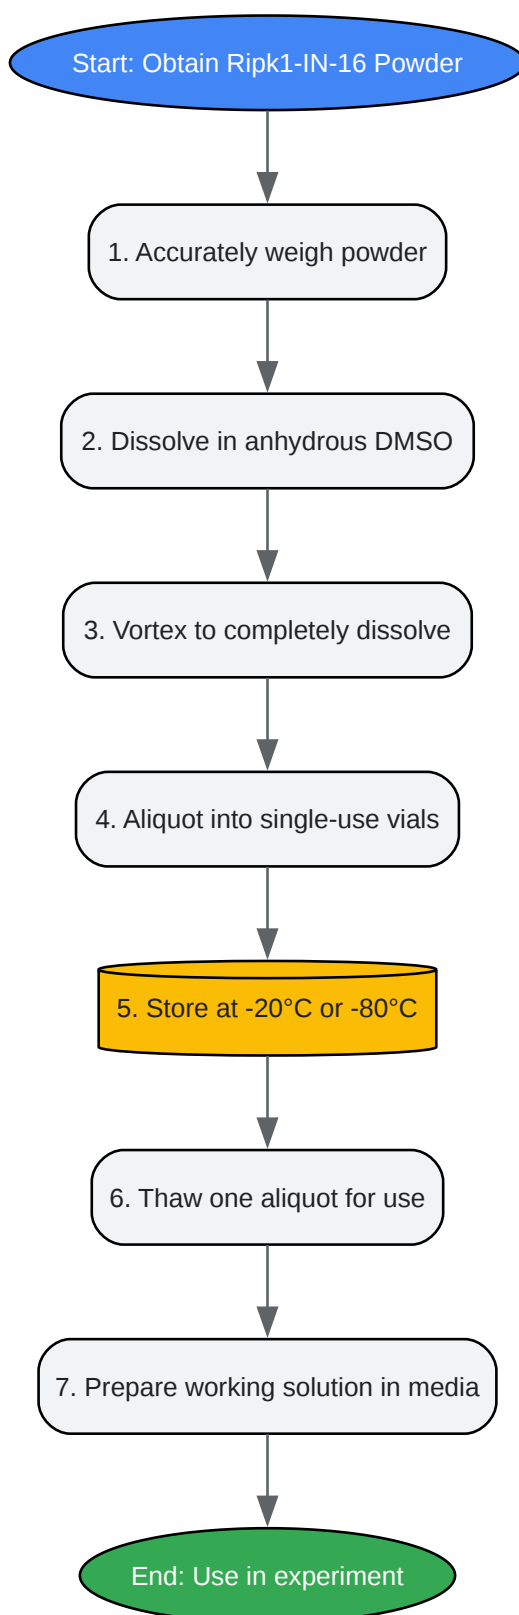 Start: Obtain Ripk1-IN-16 Powder
1. Accurately weigh powder
2. Dissolve in anhydrous DMSO
3. Vortex to completely dissolve
4. Aliquot into single-use vials
5. Store at -20°C or -80°C
6. Thaw one aliquot for use
7. Prepare working solution in media
End: Use in experiment